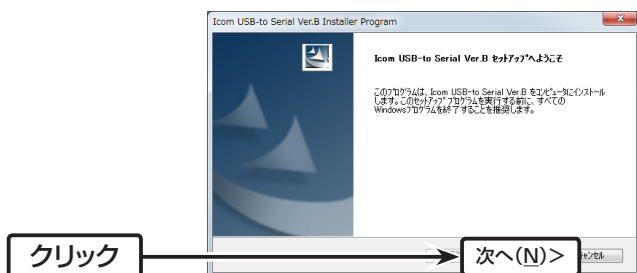 Icom USB-to Serial Ver.B Installer Program
Icom USB-to Serial Ver.B セットアップへようこそ
このプログラムは、Icom USB-to Serial Ver.B をコンピュータにインストール
します。このセットアップ プログラムを実行する前に、すべての
Windowsプログラムを終了することを推奨します。
クリック
次へ(N)>
ャンセル